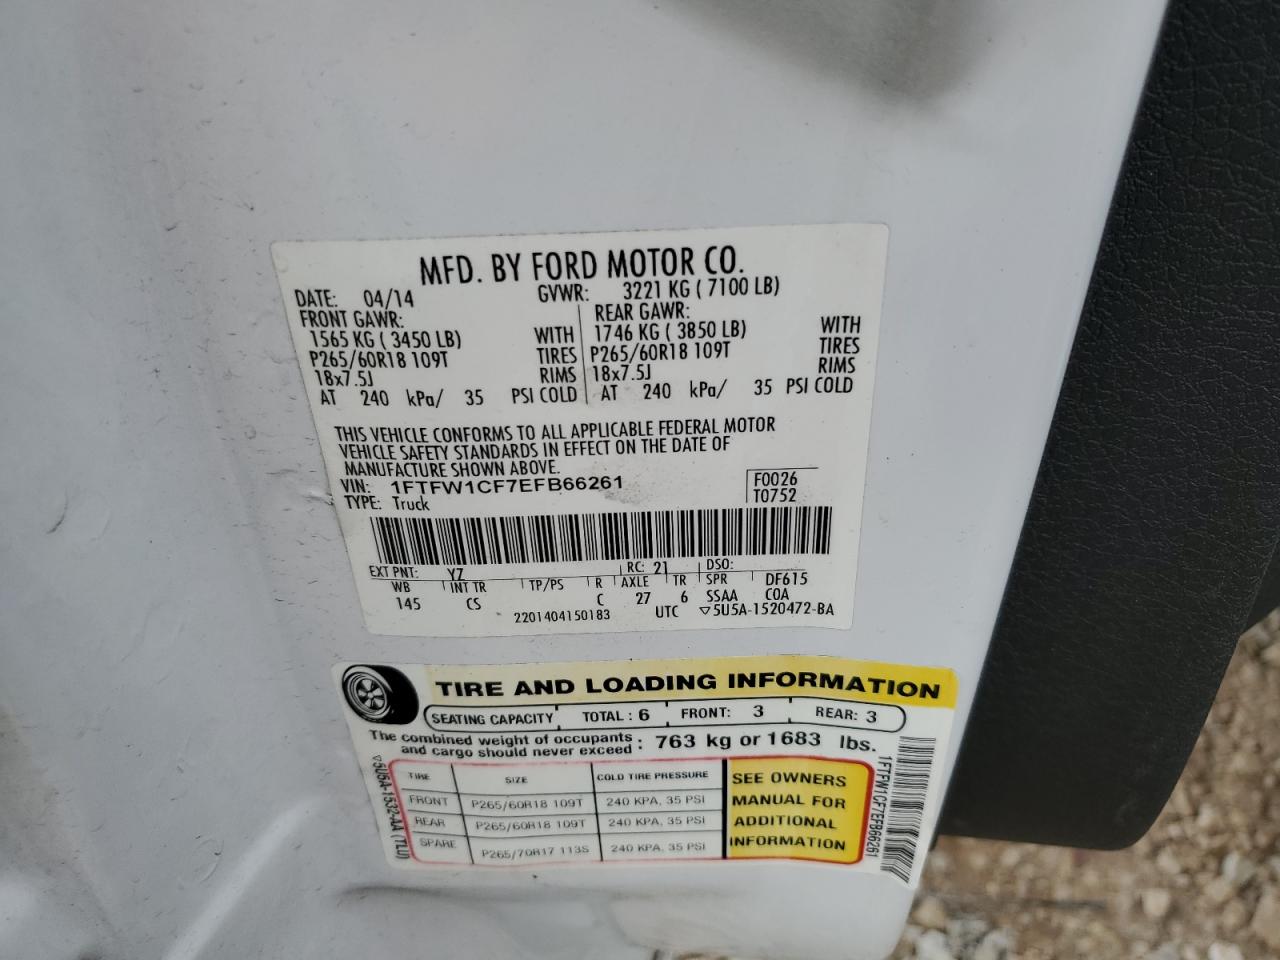 MFD. BY FORD MOTOR CO.
DATE: 04/14 GVWR: 3221 KG ( 7100 LB)
FRONT GAWR: REAR GAWR:
1565 KG ( 3450 LB) WITH 1746 KG ( 3850 LB) WITH
P265/60R18 109T TIRES P265/60R18 109T TIRES
18x7.5J RIMS 18x7.5J RIMS
AT 240 kPa/ 35 PSI COLD AT 240 kPa/ 35 PSI COLD
THIS VEHICLE CONFORMS TO ALL APPLICABLE FEDERAL MOTOR
VEHICLE SAFETY STANDARDS IN EFFECT ON THE DATE OF
MANUFACTURE SHOWN ABOVE.
VIN: 1FTFW1CF7EFB66261 F0026
TYPE: Truck T0752
EXT PNT: YZ RC: 21 DSO:
WB INT TR TP/PS R AXLE TR SPR DF615
145 CS C 27 6 SSAA COA
2201404150183 UTC ▽5U5A-1520472-BA
TIRE AND LOADING INFORMATION
SEATING CAPACITY TOTAL : 6 FRONT: 3 REAR: 3
The combined weight of occupants
and cargo should never exceed : 763 kg or 1683 lbs.
TIRE SIZE COLD TIRE PRESSURE
FRONT P265/60R18 109T 240 KPA, 35 PSI
REAR P265/60R18 109T 240 KPA, 35 PSI
SPARE P265/70R17 113S 240 KPA, 35 PSI
SEE OWNERS
MANUAL FOR
ADDITIONAL
INFORMATION
▽5U5A-1532-AA (TLU)
1FTFW1CF7EFB66261